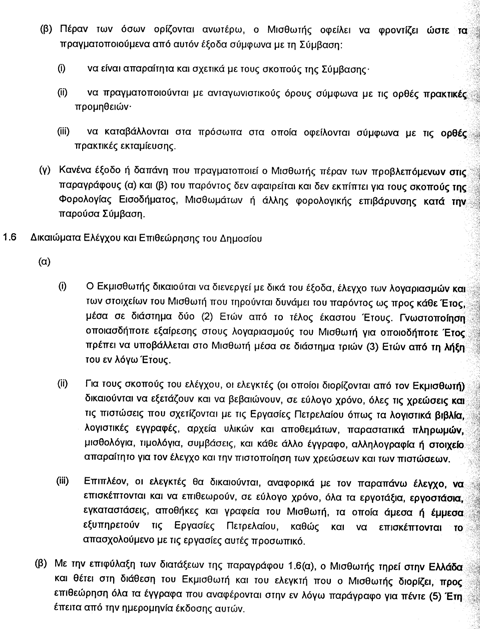 (β) Πέραν των όσων ορίζονται ανωτέρω, ο Μισθωτής οφείλει να φροντίζει ώστε τα
πραγματοποιούμενα από αυτόν έξοδα σύμφωνα με τη Σύμβαση:
(i) να είναι απαραίτητα και σχετικά με τους σκοπούς της Σύμβασης·
(ii) να πραγματοποιούνται με ανταγωνιστικούς όρους σύμφωνα με τις ορθές πρακτικές
προμηθειών·
(iii) να καταβάλλονται στα πρόσωπα στα οποία οφείλονται σύμφωνα με τις ορθές
πρακτικές εκταμίευσης.
(γ) Κανένα έξοδο ή δαπάνη που πραγματοποιεί ο Μισθωτής πέραν των προβλεπόμενων στις
παραγράφους (α) και (β) του παρόντος δεν αφαιρείται και δεν εκπίπτει για τους σκοπούς της
Φορολογίας Εισοδήματος, Μισθωμάτων ή άλλης φορολογικής επιβάρυνσης κατά την
παρούσα Σύμβαση.
1.6 Δικαιώματα Ελέγχου και Επιθεώρησης του Δημοσίου
(α)
(i) Ο Εκμισθωτής δικαιούται να διενεργεί με δικά του έξοδα, έλεγχο των λογαριασμών και
των στοιχείων του Μισθωτή που τηρούνται δυνάμει του παρόντος ως προς κάθε Έτος,
μέσα σε διάστημα δύο (2) Ετών από το τέλος έκαστου Έτους. Γνωστοποίηση
οποιασδήποτε εξαίρεσης στους λογαριασμούς του Μισθωτή για οποιοδήποτε Έτος
πρέπει να υποβάλλεται στο Μισθωτή μέσα σε διάστημα τριών (3) Ετών από τη λήξη
του εν λόγω Έτους.
(ii) Για τους σκοπούς του ελέγχου, οι ελεγκτές (οι οποίοι διορίζονται από τον Εκμισθωτή)
δικαιούνται να εξετάζουν και να βεβαιώνουν, σε εύλογο χρόνο, όλες τις χρεώσεις και
τις πιστώσεις που σχετίζονται με τις Εργασίες Πετρελαίου όπως τα λογιστικά βιβλία,
λογιστικές εγγραφές, αρχεία υλικών και αποθεμάτων, παραστατικά πληρωμών,
μισθολόγια, τιμολόγια, συμβάσεις, και κάθε άλλο έγγραφο, αλληλογραφία ή στοιχείο
απαραίτητο για τον έλεγχο και την πιστοποίηση των χρεώσεων και των πιστώσεων.
(iii) Επιπλέον, οι ελεγκτές θα δικαιούνται, αναφορικά με τον παραπάνω έλεγχο, να
επισκέπτονται και να επιθεωρούν, σε εύλογο χρόνο, όλα τα εργοτάξια, εργοστάσια,
εγκαταστάσεις, αποθήκες και γραφεία του Μισθωτή, τα οποία άμεσα ή έμμεσα
εξυπηρετούν τις Εργασίες Πετρελαίου, καθώς και να επισκέπτονται το
απασχολούμενο με τις εργασίες αυτές προσωπικό.
(β) Με την επιφύλαξη των διατάξεων της παραγράφου 1.6(α), ο Μισθωτής τηρεί στην Ελλάδα
και θέτει στη διάθεση του Εκμισθωτή και του ελεγκτή που ο Μισθωτής διορίζει, προς
επιθεώρηση όλα τα έγγραφα που αναφέρονται στην εν λόγω παράγραφο για πέντε (5) Έτη
έπειτα από την ημερομηνία έκδοσης αυτών.